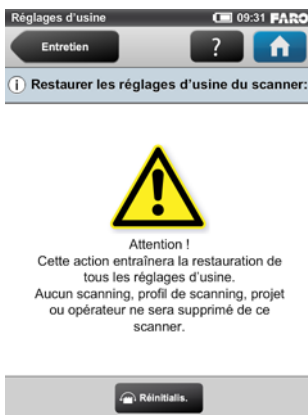 Réglages d'usine 09:31 FARO
Entretien ?
i Restaurer les réglages d'usine du scanner:
Attention !
Cette action entraînera la restauration de
tous les réglages d'usine.
Aucun scanning, profil de scanning, projet
ou opérateur ne sera supprimé de ce
scanner.
Réinitialis.